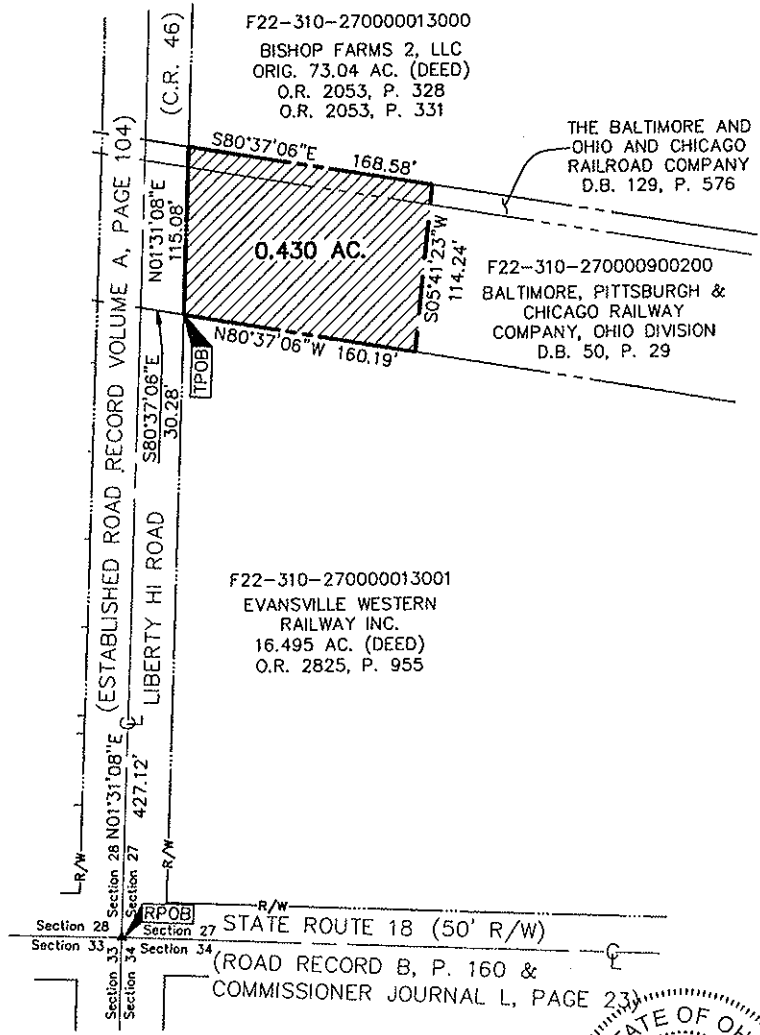 F22-310-270000013000
BISHOP FARMS 2, LLC
ORIG. 73.04 AC. (DEED)
O.R. 2053, P. 328
O.R. 2053, P. 331
(C.R. 46)
THE BALTIMORE AND
OHIO AND CHICAGO
RAILROAD COMPANY
D.B. 129, P. 576
S80°37'06"E 168.58'
N01°31'08"E
115.08'
0.430 AC.
S05°41'23"W
114.24'
F22-310-270000900200
BALTIMORE, PITTSBURGH &
CHICAGO RAILWAY
COMPANY, OHIO DIVISION
D.B. 50, P. 29
N80°37'06"W 160.19'
TPOB
S80°37'06"E
30.28'
(ESTABLISHED ROAD RECORD VOLUME A, PAGE 104)
LIBERTY HI ROAD
F22-310-270000013001
EVANSVILLE WESTERN
RAILWAY INC.
16.495 AC. (DEED)
O.R. 2825, P. 955
CL
N01°31'08"E
427.12'
Section 28
Section 27
R/W
R/W
R/W
RPOB
Section 28
Section 33
Section 27
Section 34
Section 33
Section 34
STATE ROUTE 18 (50' R/W)
CL
(ROAD RECORD B, P. 160 &
COMMISSIONER JOURNAL L, PAGE 23)
STATE OF OH